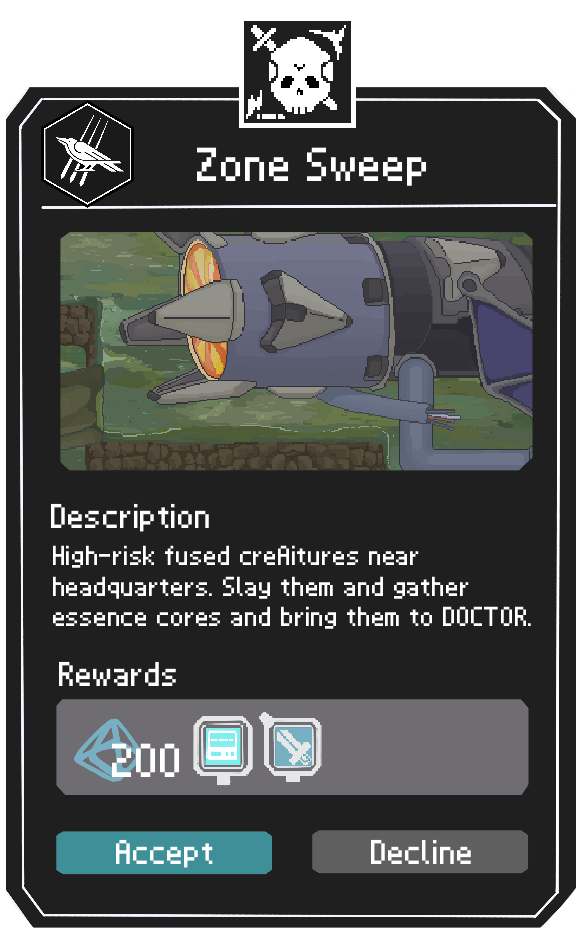 Zone Sweep
Description
High-risk fused creAitures near
headquarters. Slay them and gather
essence cores and bring them to DOCTOR.
Rewards
200
Accept
Decline